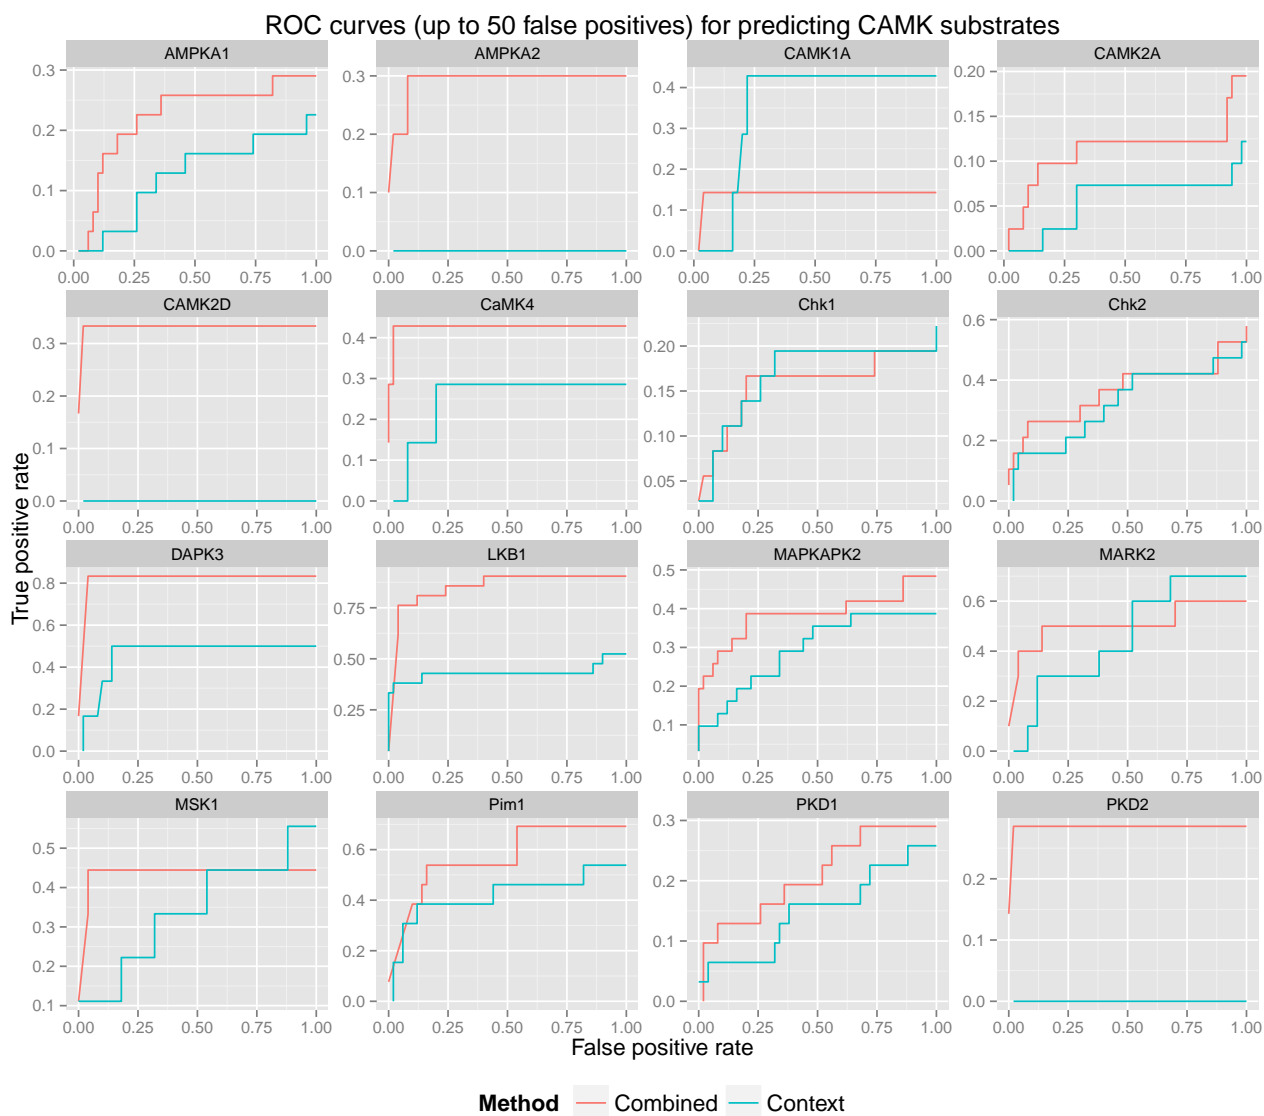 ROC curves (up to 50 false positives) for predicting CAMK substrates
AMPKA1 AMPKA2 CAMK1A CAMK2A
0.3 0.2 0.1 0.0
0.00 0.25 0.50 0.75 1.00
0.3 0.2 0.1 0.0
0.00 0.25 0.50 0.75 1.00
0.4 0.3 0.2 0.1 0.0
0.00 0.25 0.50 0.75 1.00
0.20 0.15 0.10 0.05 0.00
0.00 0.25 0.50 0.75 1.00
CAMK2D CaMK4 Chk1 Chk2
0.3 0.2 0.1 0.0
0.00 0.25 0.50 0.75 1.00
0.4 0.3 0.2 0.1 0.0
0.00 0.25 0.50 0.75 1.00
0.20 0.15 0.10 0.05
0.00 0.25 0.50 0.75 1.00
0.6 0.4 0.2 0.0
0.00 0.25 0.50 0.75 1.00
True positive rate
DAPK3 LKB1 MAPKAPK2 MARK2
0.8 0.6 0.4 0.2 0.0
0.00 0.25 0.50 0.75 1.00
0.75 0.50 0.25
0.00 0.25 0.50 0.75 1.00
0.5 0.4 0.3 0.2 0.1
0.00 0.25 0.50 0.75 1.00
0.6 0.4 0.2 0.0
0.00 0.25 0.50 0.75 1.00
MSK1 Pim1 PKD1 PKD2
0.5 0.4 0.3 0.2 0.1
0.00 0.25 0.50 0.75 1.00
0.6 0.4 0.2 0.0
0.00 0.25 0.50 0.75 1.00
0.3 0.2 0.1 0.0
0.00 0.25 0.50 0.75 1.00
0.2 0.1 0.0
0.00 0.25 0.50 0.75 1.00
False positive rate
Method Combined Context